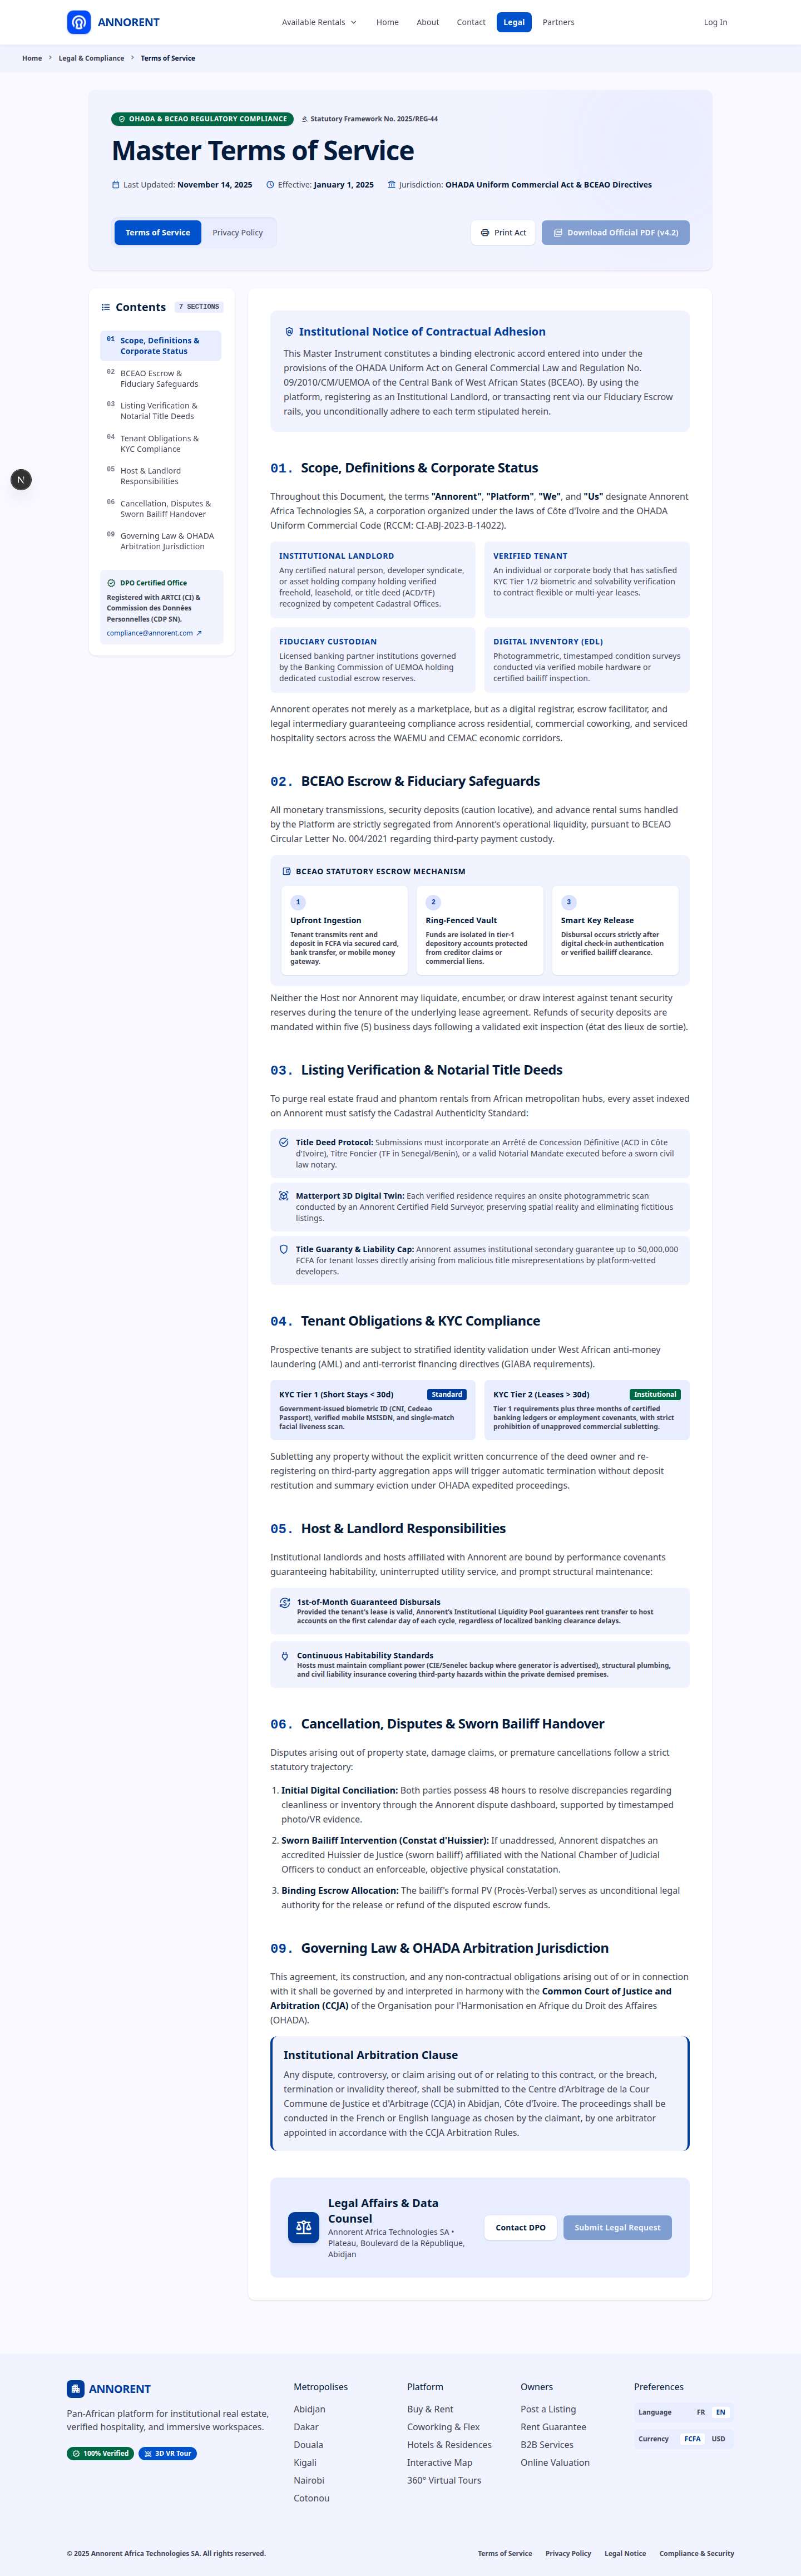 ANNORENT
Available Rentals
Home
About
Contact
Legal
Partners
Log In
Home
Legal & Compliance
Terms of Service
OHADA & BCEAO REGULATORY COMPLIANCE
Statutory Framework No. 2025/REG-44
Master Terms of Service
Last Updated: November 14, 2025
Effective: January 1, 2025
Jurisdiction: OHADA Uniform Commercial Act & BCEAO Directives
Terms of Service
Privacy Policy
Print Act
Download Official PDF (v4.2)
Contents
7 SECTIONS
01 Scope, Definitions &
Corporate Status
02 BCEAO Escrow &
Fiduciary Safeguards
03 Listing Verification &
Notarial Title Deeds
04 Tenant Obligations &
KYC Compliance
05 Host & Landlord
Responsibilities
06 Cancellation, Disputes &
Sworn Bailiff Handover
09 Governing Law & OHADA
Arbitration Jurisdiction
DPO Certified Office
Registered with ARTCI (CI) &
Commission des Données
Personnelles (CDP SN).
compliance@annorent.com
N
Institutional Notice of Contractual Adhesion
This Master Instrument constitutes a binding electronic accord entered into under the
provisions of the OHADA Uniform Act on General Commercial Law and Regulation No.
09/2010/CM/UEMOA of the Central Bank of West African States (BCEAO). By using the
platform, registering as an Institutional Landlord, or transacting rent via our Fiduciary Escrow
rails, you unconditionally adhere to each term stipulated herein.
01. Scope, Definitions & Corporate Status
Throughout this Document, the terms "Annorent", "Platform", "We", and "Us" designate Annorent
Africa Technologies SA, a corporation organized under the laws of Côte d'Ivoire and the OHADA
Uniform Commercial Code (RCCM: CI-ABJ-2023-B-14022).
INSTITUTIONAL LANDLORD
Any certified natural person, developer syndicate,
or asset holding company holding verified
freehold, leasehold, or title deed (ACD/TF)
recognized by competent Cadastral Offices.
VERIFIED TENANT
An individual or corporate body that has satisfied
KYC Tier 1/2 biometric and solvability verification
to contract flexible or multi-year leases.
FIDUCIARY CUSTODIAN
Licensed banking partner institutions governed
by the Banking Commission of UEMOA holding
dedicated custodial escrow reserves.
DIGITAL INVENTORY (EDL)
Photogrammetric, timestamped condition surveys
conducted via verified mobile hardware or
certified bailiff inspection.
Annorent operates not merely as a marketplace, but as a digital registrar, escrow facilitator, and
legal intermediary guaranteeing compliance across residential, commercial coworking, and serviced
hospitality sectors across the WAEMU and CEMAC economic corridors.
02. BCEAO Escrow & Fiduciary Safeguards
All monetary transmissions, security deposits (caution locative), and advance rental sums handled
by the Platform are strictly segregated from Annorent's operational liquidity, pursuant to BCEAO
Circular Letter No. 004/2021 regarding third-party payment custody.
BCEAO STATUTORY ESCROW MECHANISM
1
Upfront Ingestion
Tenant transmits rent and
deposit in FCFA via secured card,
bank transfer, or mobile money
gateway.
2
Ring-Fenced Vault
Funds are isolated in tier-1
depository accounts protected
from creditor claims or
commercial liens.
3
Smart Key Release
Disbursal occurs strictly after
digital check-in authentication
or verified bailiff clearance.
Neither the Host nor Annorent may liquidate, encumber, or draw interest against tenant security
reserves during the tenure of the underlying lease agreement. Refunds of security deposits are
mandated within five (5) business days following a validated exit inspection (état des lieux de sortie).
03. Listing Verification & Notarial Title Deeds
To purge real estate fraud and phantom rentals from African metropolitan hubs, every asset indexed
on Annorent must satisfy the Cadastral Authenticity Standard:
Title Deed Protocol: Submissions must incorporate an Arrêté de Concession Définitive (ACD in Côte
d'Ivoire), Titre Foncier (TF in Senegal/Benin), or a valid Notarial Mandate executed before a sworn civil
law notary.
Matterport 3D Digital Twin: Each verified residence requires an onsite photogrammetric scan
conducted by an Annorent Certified Field Surveyor, preserving spatial reality and eliminating fictitious
listings.
Title Guaranty & Liability Cap: Annorent assumes institutional secondary guarantee up to 50,000,000
FCFA for tenant losses directly arising from malicious title misrepresentations by platform-vetted
developers.
04. Tenant Obligations & KYC Compliance
Prospective tenants are subject to stratified identity validation under West African anti-money
laundering (AML) and anti-terrorist financing directives (GIABA requirements).
KYC Tier 1 (Short Stays < 30d)
Standard
Government-issued biometric ID (CNI, Cedeao
Passport), verified mobile MSISDN, and single-match
facial liveness scan.
KYC Tier 2 (Leases > 30d)
Institutional
Tier 1 requirements plus three months of certified
banking ledgers or employment covenants, with strict
prohibition of unapproved commercial subletting.
Subletting any property without the explicit written concurrence of the deed owner and re-
registering on third-party aggregation apps will trigger automatic termination without deposit
restitution and summary eviction under OHADA expedited proceedings.
05. Host & Landlord Responsibilities
Institutional landlords and hosts affiliated with Annorent are bound by performance covenants
guaranteeing habitability, uninterrupted utility service, and prompt structural maintenance:
1st-of-Month Guaranteed Disbursals
Provided the tenant's lease is valid, Annorent's Institutional Liquidity Pool guarantees rent transfer to host
accounts on the first calendar day of each cycle, regardless of localized banking clearance delays.
Continuous Habitability Standards
Hosts must maintain compliant power (CIE/Senelec backup where generator is advertised), structural plumbing,
and civil liability insurance covering third-party hazards within the private demised premises.
06. Cancellation, Disputes & Sworn Bailiff Handover
Disputes arising out of property state, damage claims, or premature cancellations follow a strict
statutory trajectory:
1. Initial Digital Conciliation: Both parties possess 48 hours to resolve discrepancies regarding
cleanliness or inventory through the Annorent dispute dashboard, supported by timestamped
photo/VR evidence.
2. Sworn Bailiff Intervention (Constat d'Huissier): If unaddressed, Annorent dispatches an
accredited Huissier de Justice (sworn bailiff) affiliated with the National Chamber of Judicial
Officers to conduct an enforceable, objective physical constatation.
3. Binding Escrow Allocation: The bailiff's formal PV (Procès-Verbal) serves as unconditional legal
authority for the release or refund of the disputed escrow funds.
09. Governing Law & OHADA Arbitration Jurisdiction
This agreement, its construction, and any non-contractual obligations arising out of or in connection
with it shall be governed by and interpreted in harmony with the Common Court of Justice and
Arbitration (CCJA) of the Organisation pour l'Harmonisation en Afrique du Droit des Affaires
(OHADA).
Institutional Arbitration Clause
Any dispute, controversy, or claim arising out of or relating to this contract, or the breach,
termination or invalidity thereof, shall be submitted to the Centre d'Arbitrage de la Cour
Commune de Justice et d'Arbitrage (CCJA) in Abidjan, Côte d'Ivoire. The proceedings shall be
conducted in the French or English language as chosen by the claimant, by one arbitrator
appointed in accordance with the CCJA Arbitration Rules.
Legal Affairs & Data
Counsel
Annorent Africa Technologies SA •
Plateau, Boulevard de la République,
Abidjan
Contact DPO
Submit Legal Request
ANNORENT
Pan-African platform for institutional real estate,
verified hospitality, and immersive workspaces.
100% Verified
3D VR Tour
Metropolises
Abidjan
Dakar
Douala
Kigali
Nairobi
Cotonou
Platform
Buy & Rent
Coworking & Flex
Hotels & Residences
Interactive Map
360° Virtual Tours
Owners
Post a Listing
Rent Guarantee
B2B Services
Online Valuation
Preferences
Language FR EN
Currency FCFA USD
© 2025 Annorent Africa Technologies SA. All rights reserved.
Terms of Service
Privacy Policy
Legal Notice
Compliance & Security